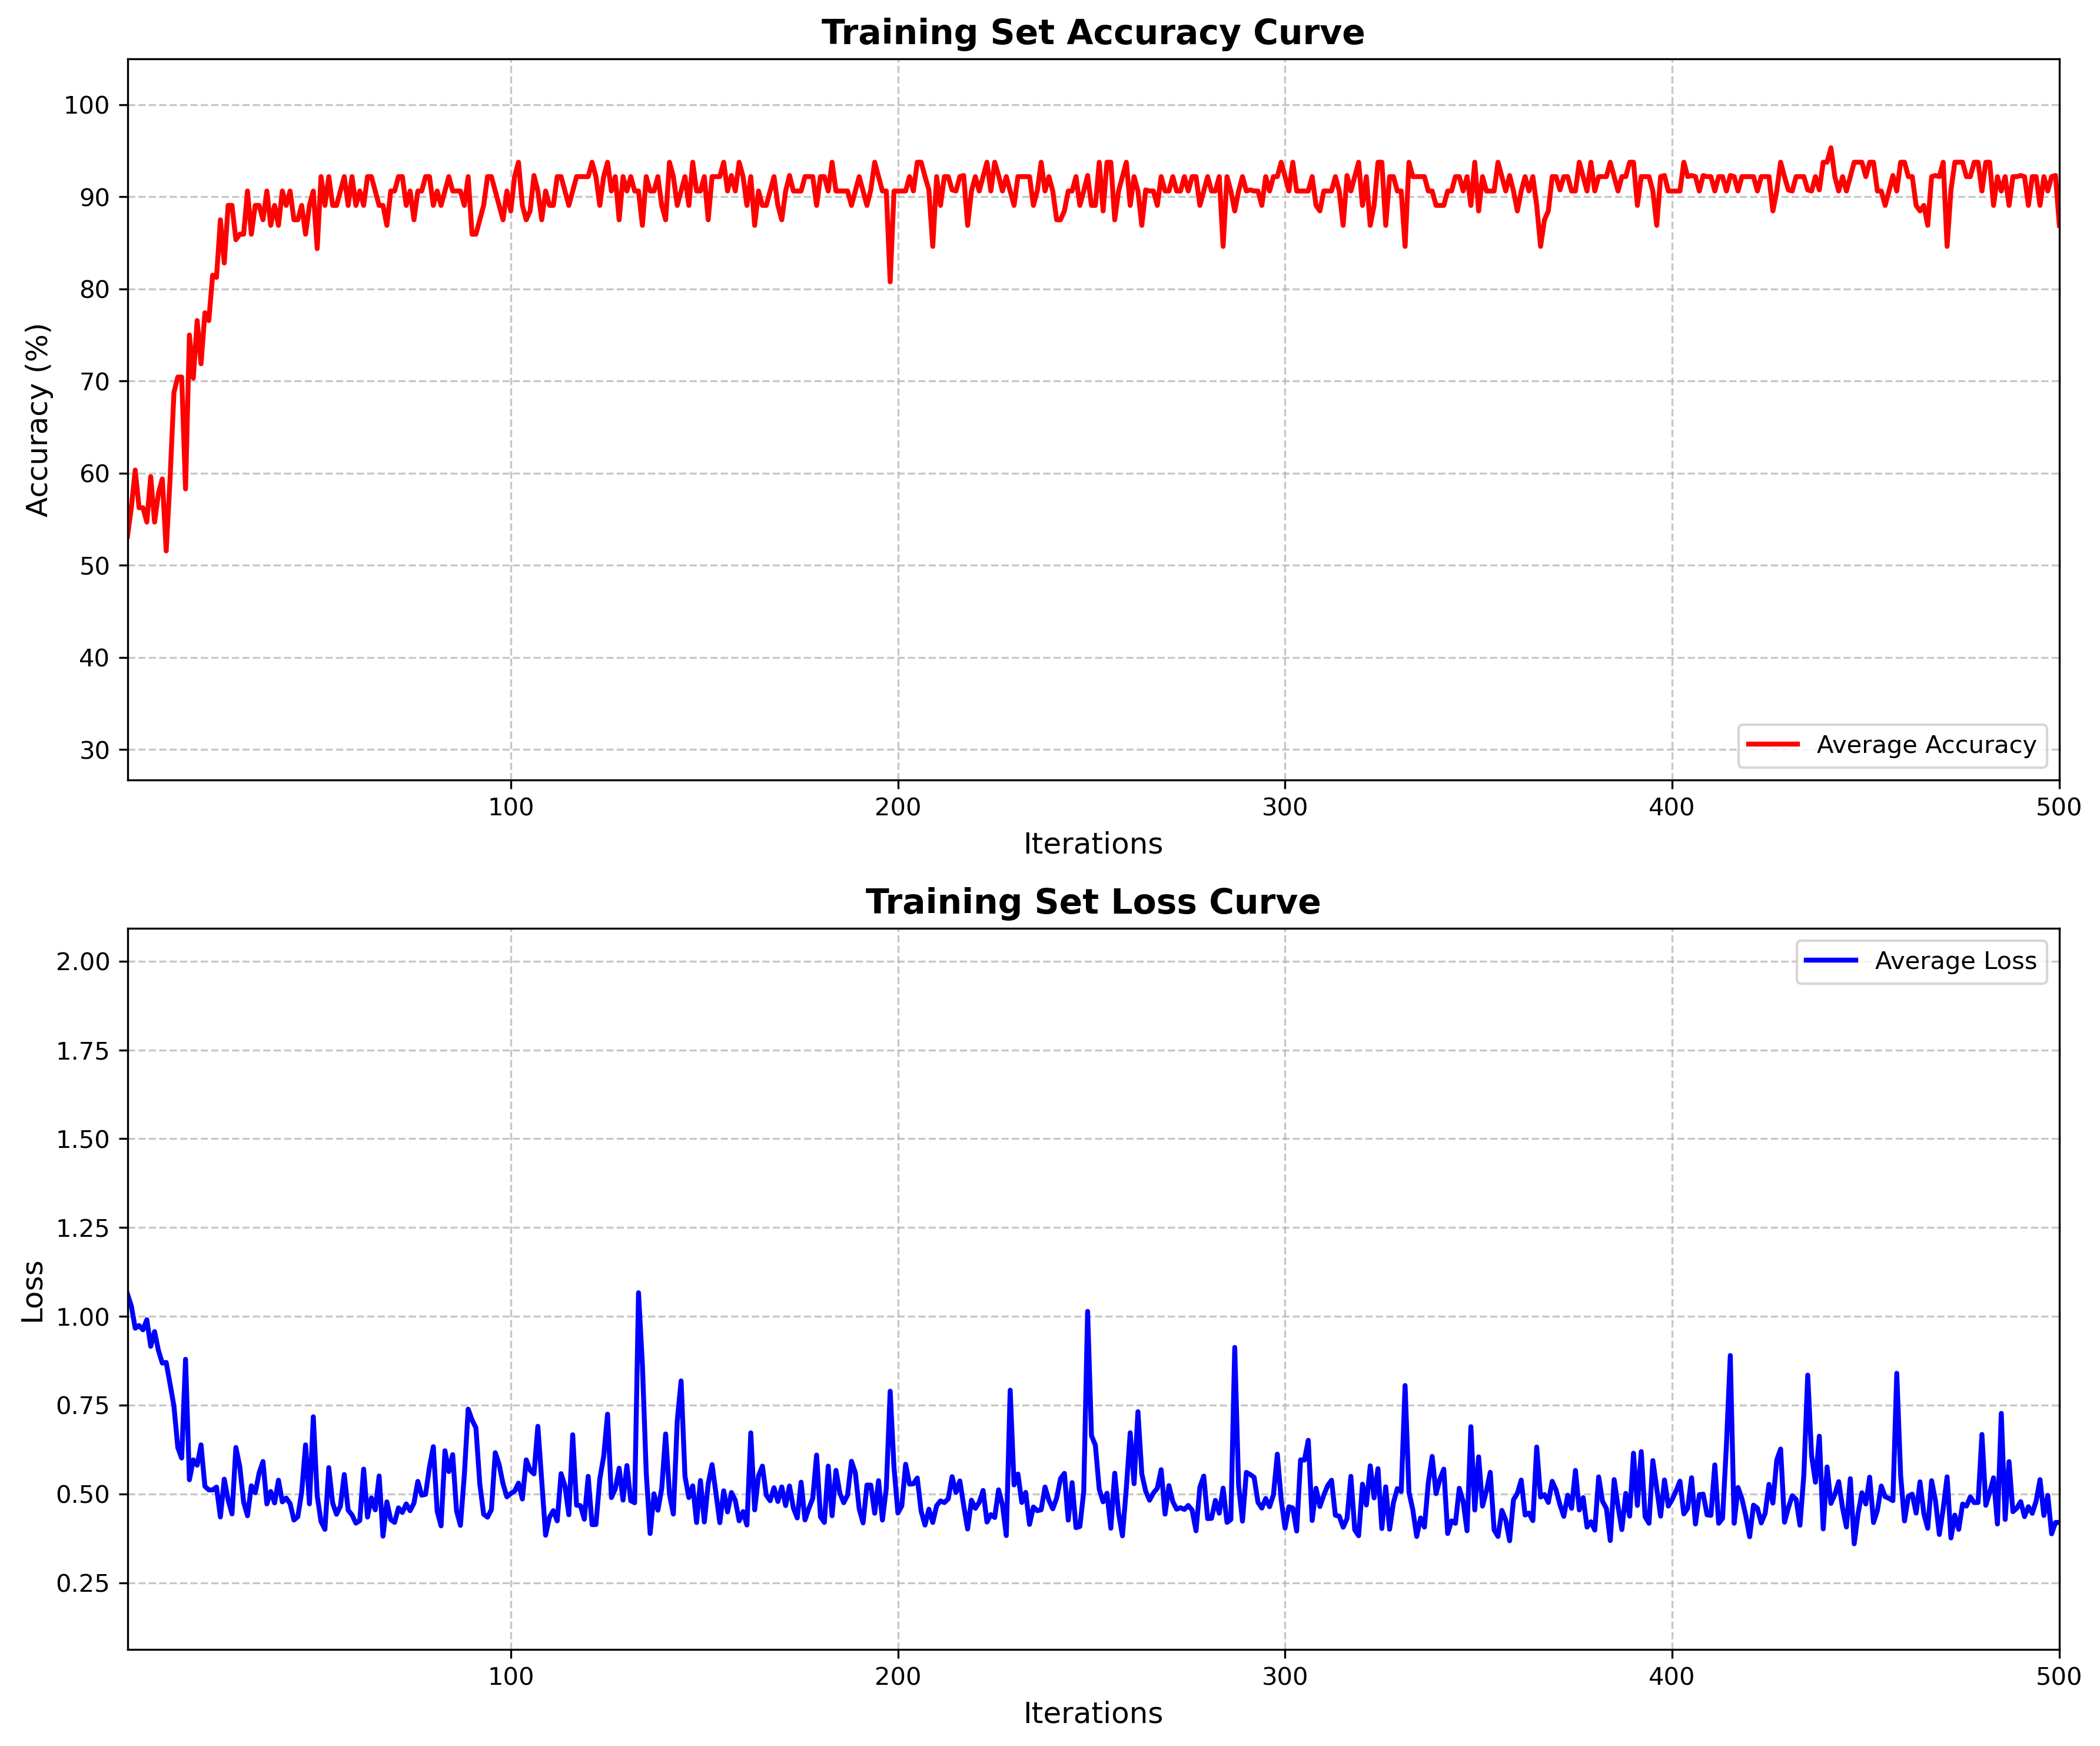 Training Set Accuracy Curve
100
90
80
70
60
50
40
30
Accuracy (%)
Average Accuracy
100 200 300 400 500
Iterations
Training Set Loss Curve
2.00
1.75
1.50
1.25
1.00
0.75
0.50
0.25
Loss
Average Loss
100 200 300 400 500
Iterations